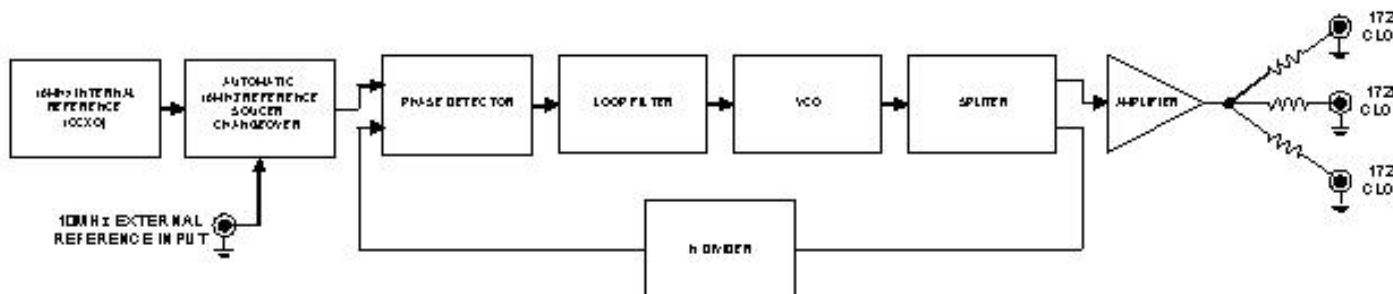 10MHz INTERNAL
REFERENCE
(OCXO)
AUTOMATIC
10MHZ REFERENCE
SOUCER
CHANGEOVER
PHASE DETECTOR
LOOP FILTER
VCO
SPLITER
AMPLIFIER
172
CLO
172
CLO
172
CLO
10MHz EXTERNAL
REFERENCE INPUT
N DIVIDER